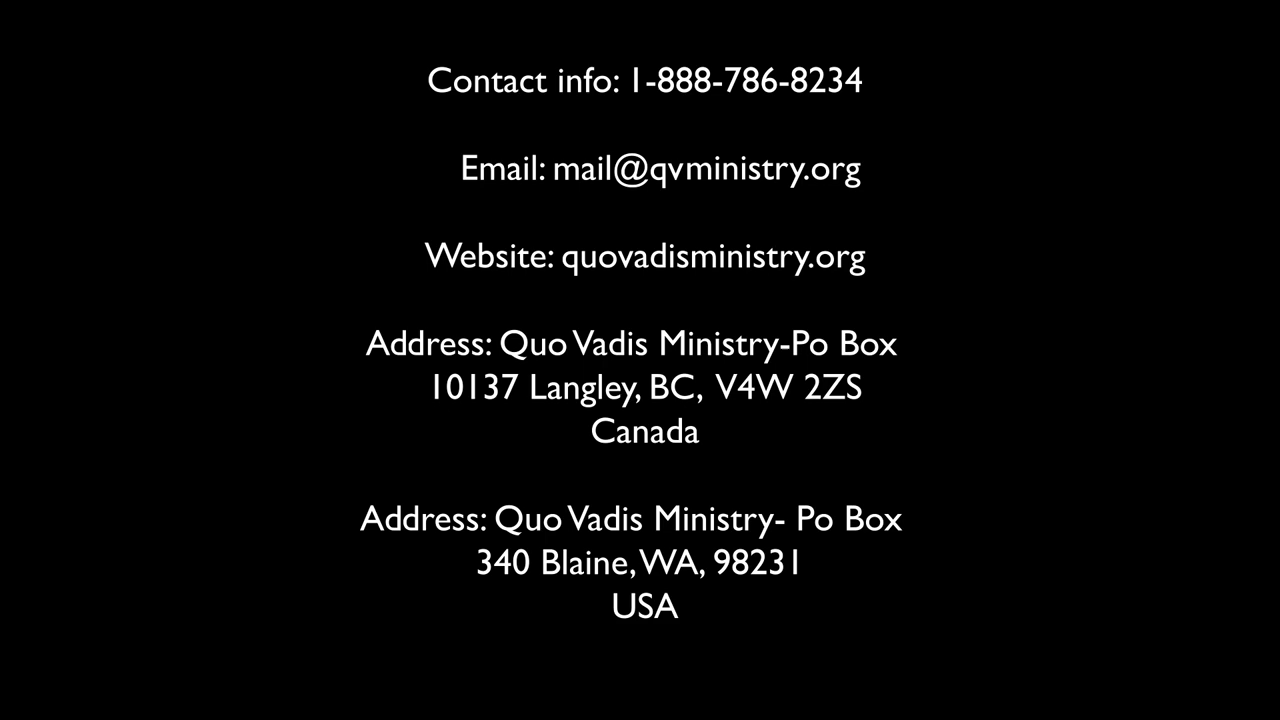 Contact info: 1-888-786-8234
Email: mail@qvministry.org
Website: quovadisministry.org
Address: Quo Vadis Ministry-Po Box
10137 Langley, BC, V4W 2ZS
Canada
Address: Quo Vadis Ministry- Po Box
340 Blaine, WA, 98231
USA